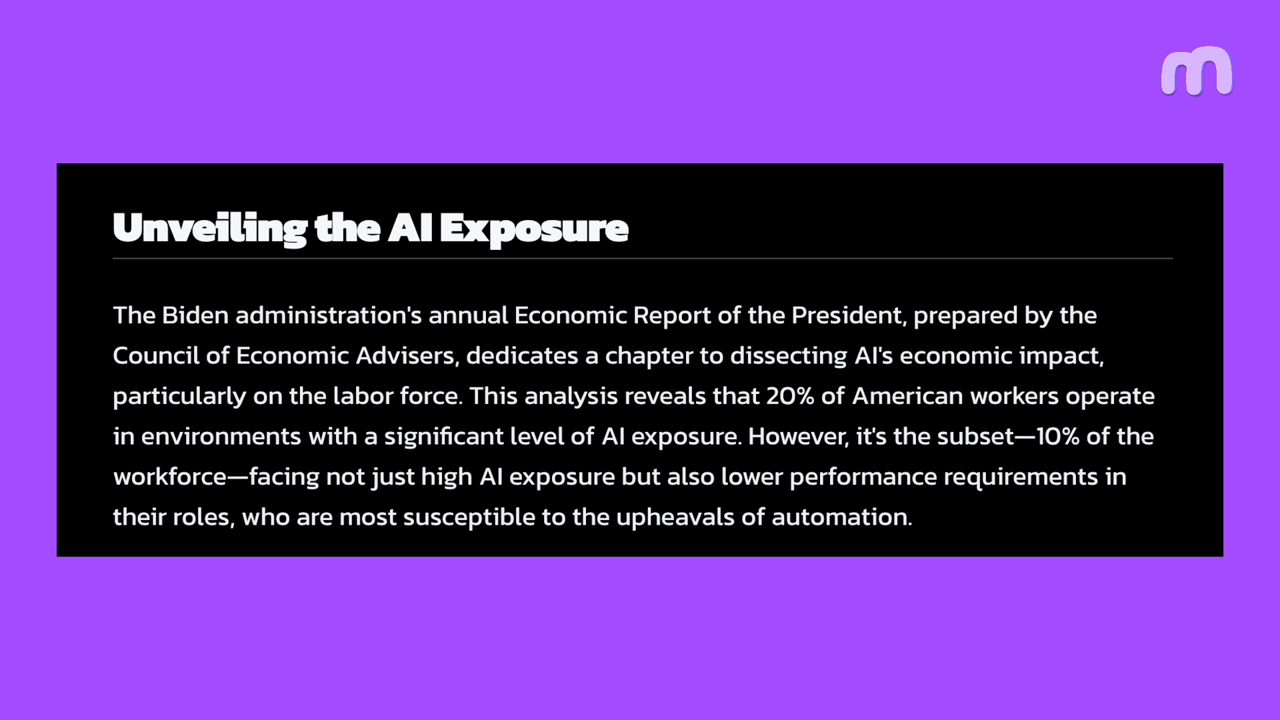 m
Unveiling the AI Exposure
The Biden administration's annual Economic Report of the President, prepared by the
Council of Economic Advisers, dedicates a chapter to dissecting AI's economic impact,
particularly on the labor force. This analysis reveals that 20% of American workers operate
in environments with a significant level of AI exposure. However, it's the subset—10% of the
workforce—facing not just high AI exposure but also lower performance requirements in
their roles, who are most susceptible to the upheavals of automation.